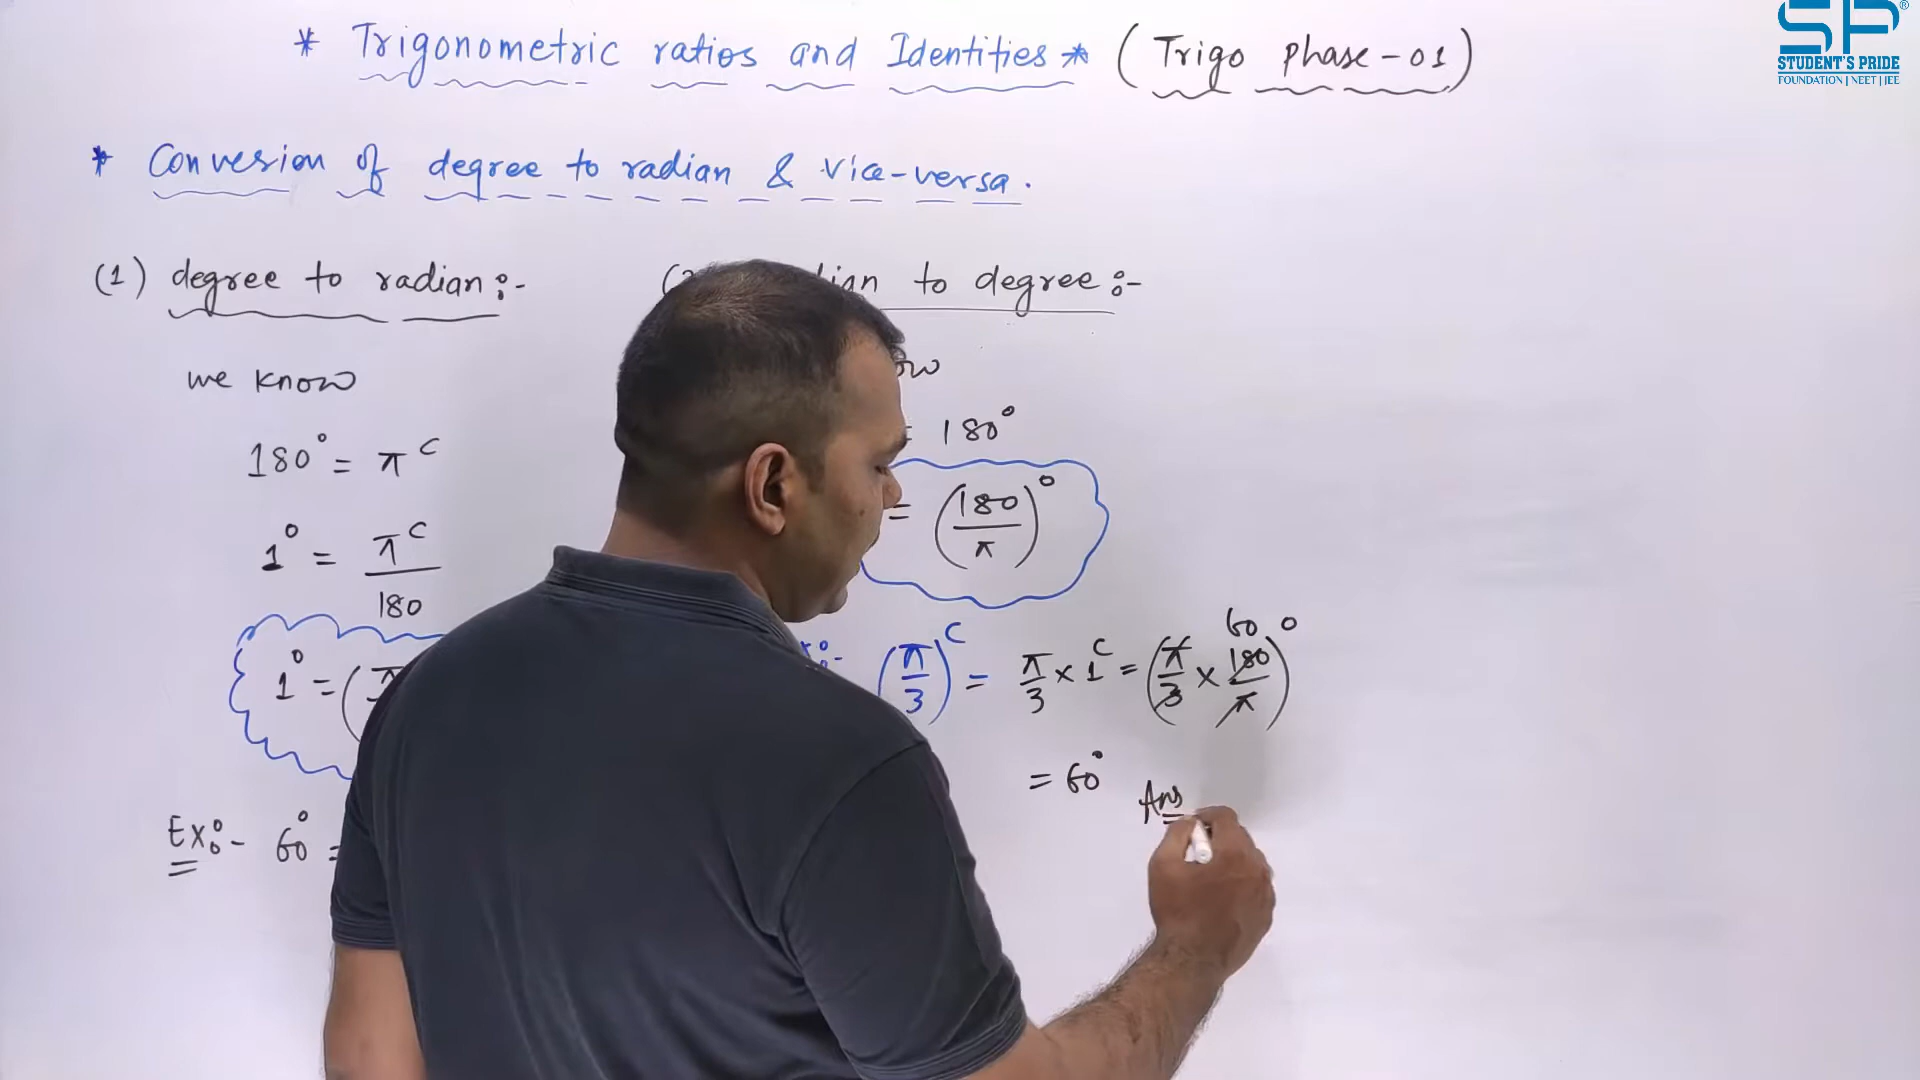 * Trigonometric ratios and Identities * (Trigo phase-01)
SP®
STUDENT'S PRIDE
FOUNDATION | NEET | JEE
* Convesion of degree to radian & vice-versa.
(1) degree to radian :-
we know
180° = π^c
1° = π^c/180
1° = (
Ex:- 60° =
to degree :-
= 180°
= (180/π)°
(π/3)^c = π/3 × 1^c = (π/3 × 180/π)°
60
= 60° Ans